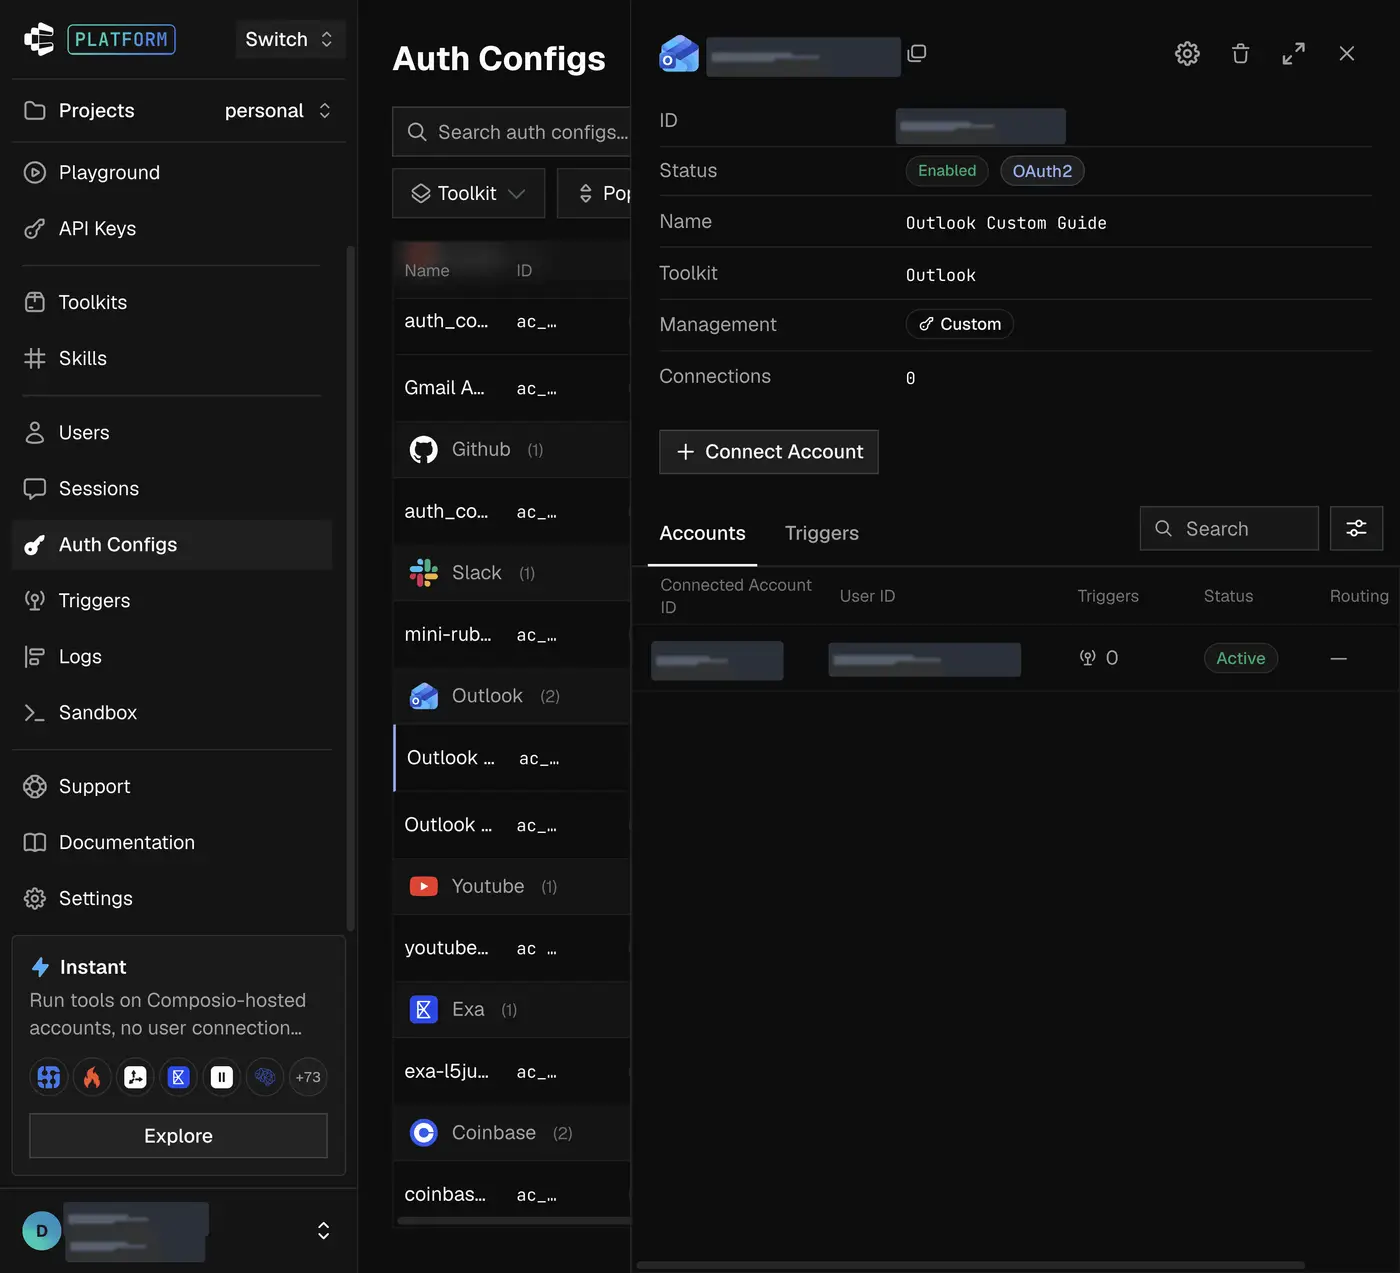 PLATFORM
Switch
Projects
personal
Playground
API Keys
Toolkits
Skills
Users
Sessions
Auth Configs
Triggers
Logs
Sandbox
Support
Documentation
Settings
Instant
Run tools on Composio-hosted
accounts, no user connection...
+73
Explore
D
Auth Configs
Search auth configs...
Toolkit
Pop
Name ID
auth_co... ac_...
Gmail A... ac_...
Github (1)
auth_co... ac_...
Slack (1)
mini-rub... ac_...
Outlook (2)
Outlook ... ac_...
Outlook ... ac_...
Youtube (1)
youtube... ac_...
Exa (1)
exa-l5ju... ac_...
Coinbase (2)
coinbas... ac_...
ID
Status Enabled OAuth2
Name Outlook Custom Guide
Toolkit Outlook
Management Custom
Connections 0
+ Connect Account
Accounts Triggers
Search
Connected Account
ID
User ID
Triggers
Status
Routing
0
Active
—